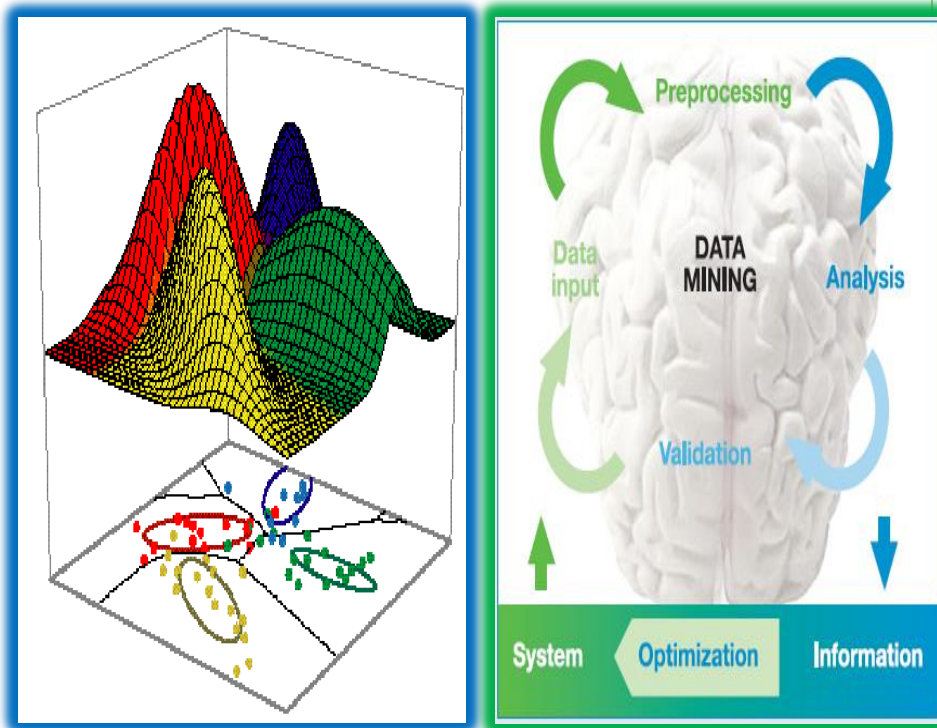 Preprocessing
Data
input
DATA
MINING
Analysis
Validation
System
Optimization
Information